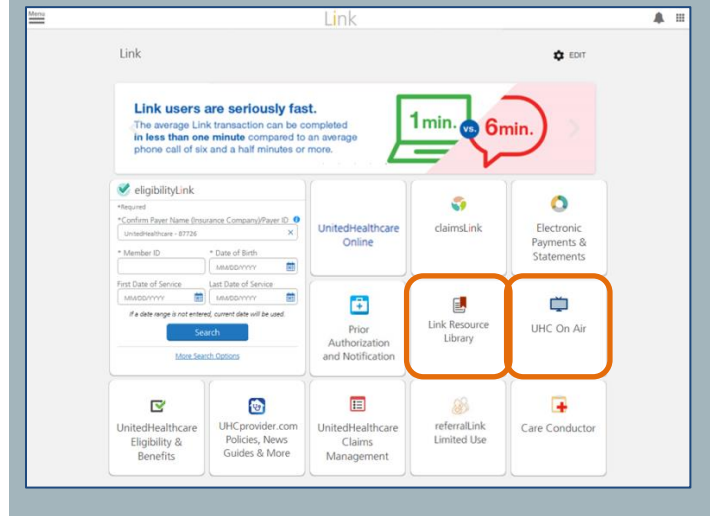 Menu
Link
Link
EDIT
Link users are seriously fast.
The average Link transaction can be completed
in less than one minute compared to an average
phone call of six and a half minutes or more.
1 min.
vs.
6 min.
eligibilityLink
*Required
*Confirm Payer Name (Insurance Company)/Payer ID
UnitedHealthcare - 87726
* Member ID
* Date of Birth
MM/DD/YYYY
First Date of Service
Last Date of Service
MM/DD/YYYY
MM/DD/YYYY
If a date range is not entered, current date will be used.
Search
More Search Options
UnitedHealthcare
Online
claimsLink
Electronic
Payments &
Statements
Prior
Authorization
and Notification
Link Resource
Library
UHC On Air
UnitedHealthcare
Eligibility &
Benefits
UHCprovider.com
Policies, News
Guides & More
UnitedHealthcare
Claims
Management
referralLink
Limited Use
Care Conductor